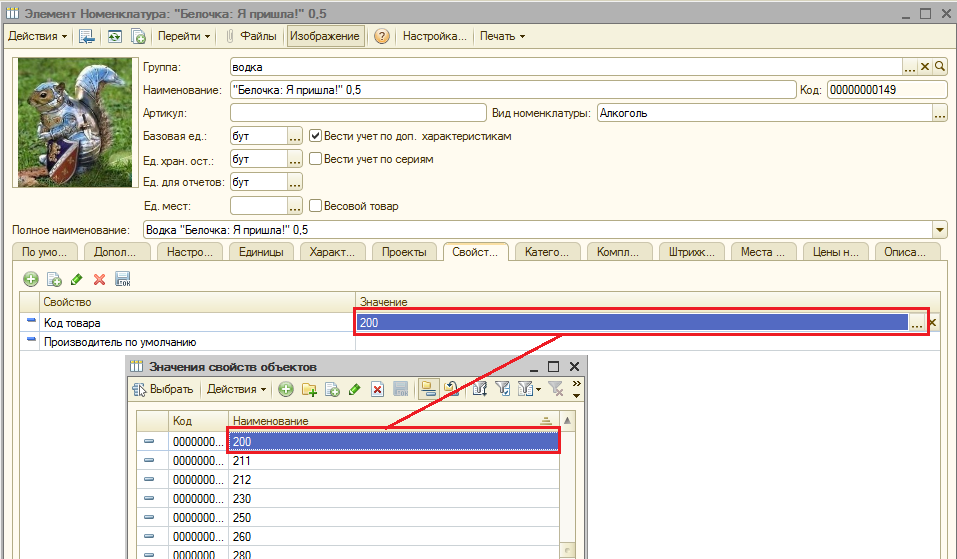 Элемент Номенклатура: "Белочка: Я пришла!" 0,5
Действия Перейти Файлы Изображение Настройка... Печать
Группа: водка
Наименование: "Белочка: Я пришла!" 0,5 Код: 00000000149
Артикул: Вид номенклатуры: Алкоголь
Базовая ед.: бут Вести учет по доп. характеристикам
Ед. хран. ост.: бут Вести учет по сериям
Ед. для отчетов: бут
Ед. мест: Весовой товар
Полное наименование: Водка "Белочка: Я пришла!" 0,5
По умо... Допол... Настро... Единицы Характ... Проекты Свойст... Катего... Компл... Штрихк... Места ... Цены н... Описа...
Свойство Значение
Код товара 200
Производитель по умолчанию
Значения свойств объектов
Выбрать Действия
Код Наименование
0000000... 200
0000000... 211
0000000... 212
0000000... 230
0000000... 250
0000000... 260
0000000... 280